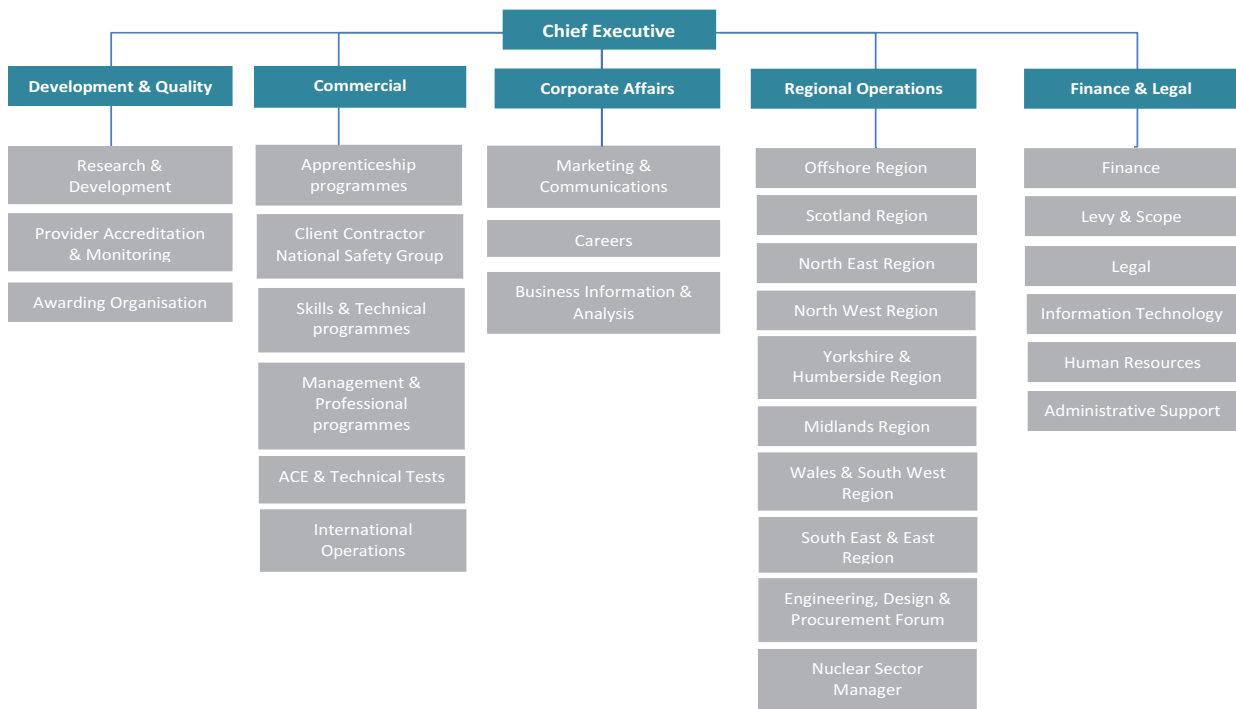 Chief Executive
Development & Quality
Research &
Development
Provider Accreditation
& Monitoring
Awarding Organisation
Commercial
Apprenticeship
programmes
Client Contractor
National Safety Group
Skills & Technical
programmes
Management &
Professional
programmes
ACE & Technical Tests
International
Operations
Corporate Affairs
Marketing &
Communications
Careers
Business Information &
Analysis
Regional Operations
Offshore Region
Scotland Region
North East Region
North West Region
Yorkshire &
Humberside Region
Midlands Region
Wales & South West
Region
South East & East
Region
Engineering, Design &
Procurement Forum
Nuclear Sector
Manager
Finance & Legal
Finance
Levy & Scope
Legal
Information Technology
Human Resources
Administrative Support